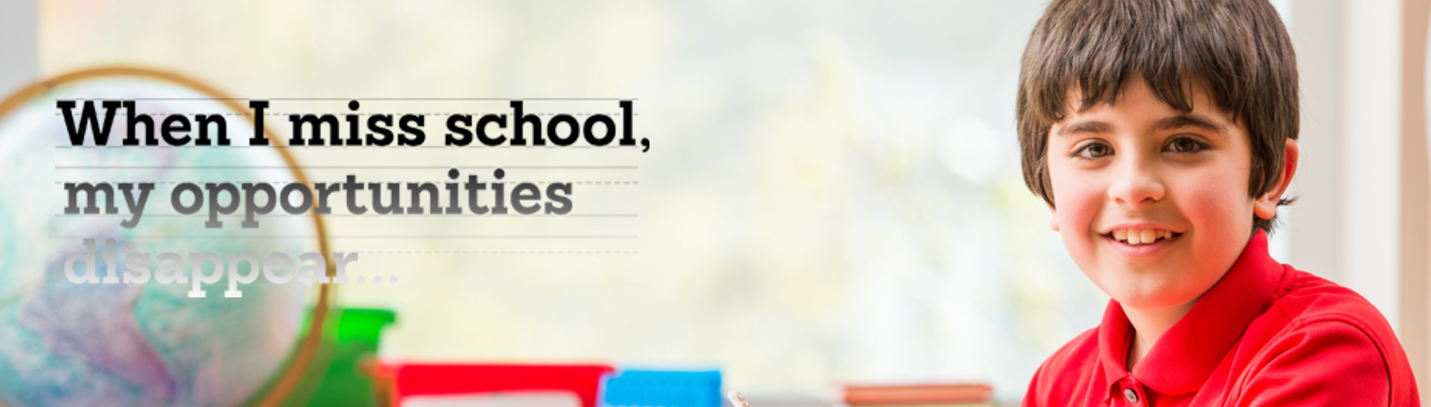 When I miss school,
my opportunities
disappear...